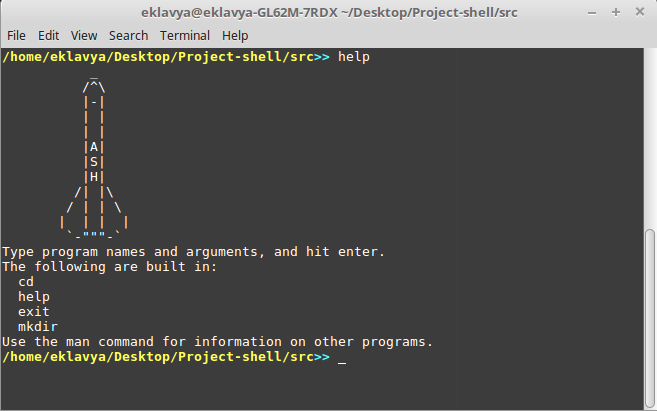 eklavya@eklavya-GL62M-7RDX ~/Desktop/Project-shell/src
File Edit View Search Terminal Help
/home/eklavya/Desktop/Project-shell/src>> help
           _
          /^\
          |-|
          | |
          | |
          |A|
          |S|
          |H|
         /| |\
        / | | \
       |  | |  |
        `-"""-`
Type program names and arguments, and hit enter.
The following are built in:
  cd
  help
  exit
  mkdir
Use the man command for information on other programs.
/home/eklavya/Desktop/Project-shell/src>> _